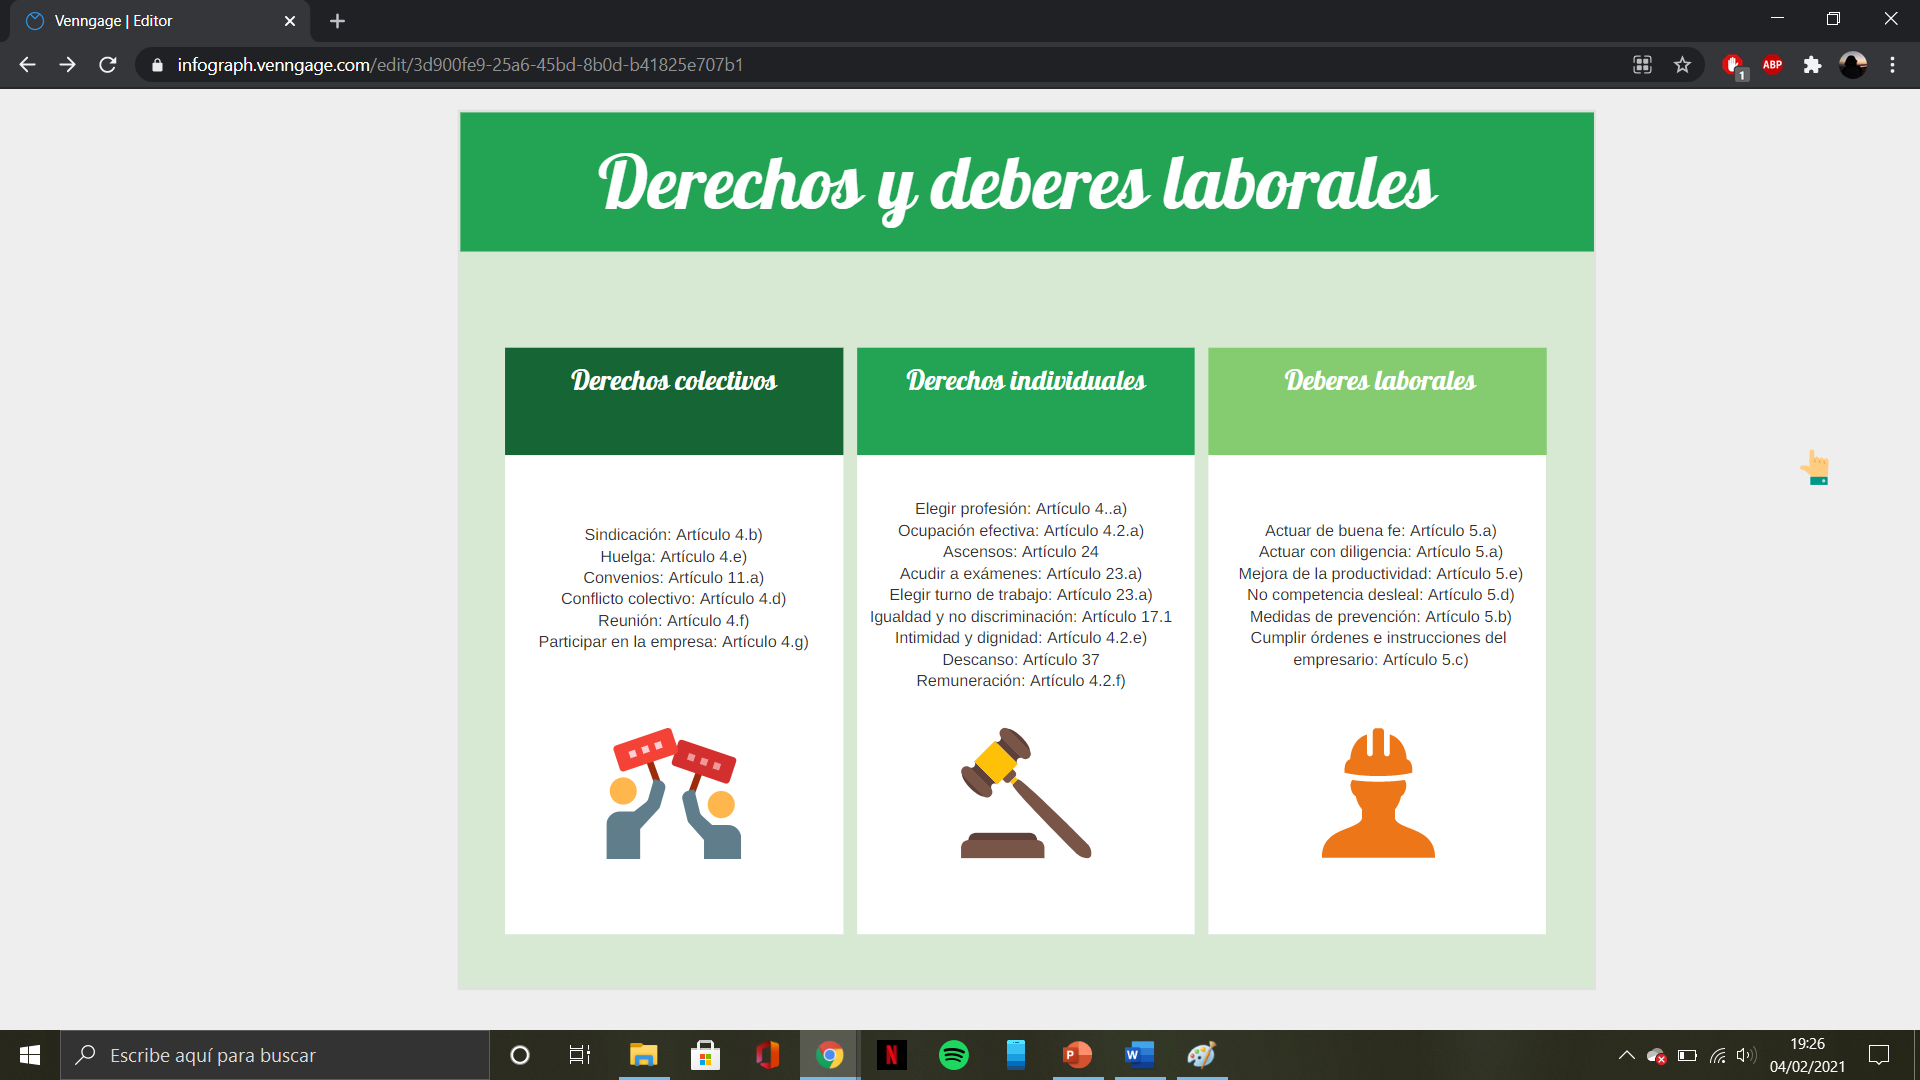 Venngage | Editor
infograph.venngage.com/edit/3d900fe9-25a6-45bd-8b0d-b41825e707b1
1
ABP
Derechos y deberes laborales
Derechos colectivos
Sindicación: Artículo 4.b)
Huelga: Artículo 4.e)
Convenios: Artículo 11.a)
Conflicto colectivo: Artículo 4.d)
Reunión: Artículo 4.f)
Participar en la empresa: Artículo 4.g)
Derechos individuales
Elegir profesión: Artículo 4..a)
Ocupación efectiva: Artículo 4.2.a)
Ascensos: Artículo 24
Acudir a exámenes: Artículo 23.a)
Elegir turno de trabajo: Artículo 23.a)
Igualdad y no discriminación: Artículo 17.1
Intimidad y dignidad: Artículo 4.2.e)
Descanso: Artículo 37
Remuneración: Artículo 4.2.f)
Deberes laborales
Actuar de buena fe: Artículo 5.a)
Actuar con diligencia: Artículo 5.a)
Mejora de la productividad: Artículo 5.e)
No competencia desleal: Artículo 5.d)
Medidas de prevención: Artículo 5.b)
Cumplir órdenes e instrucciones del
empresario: Artículo 5.c)
Escribe aquí para buscar
N
P
W
19:26
04/02/2021